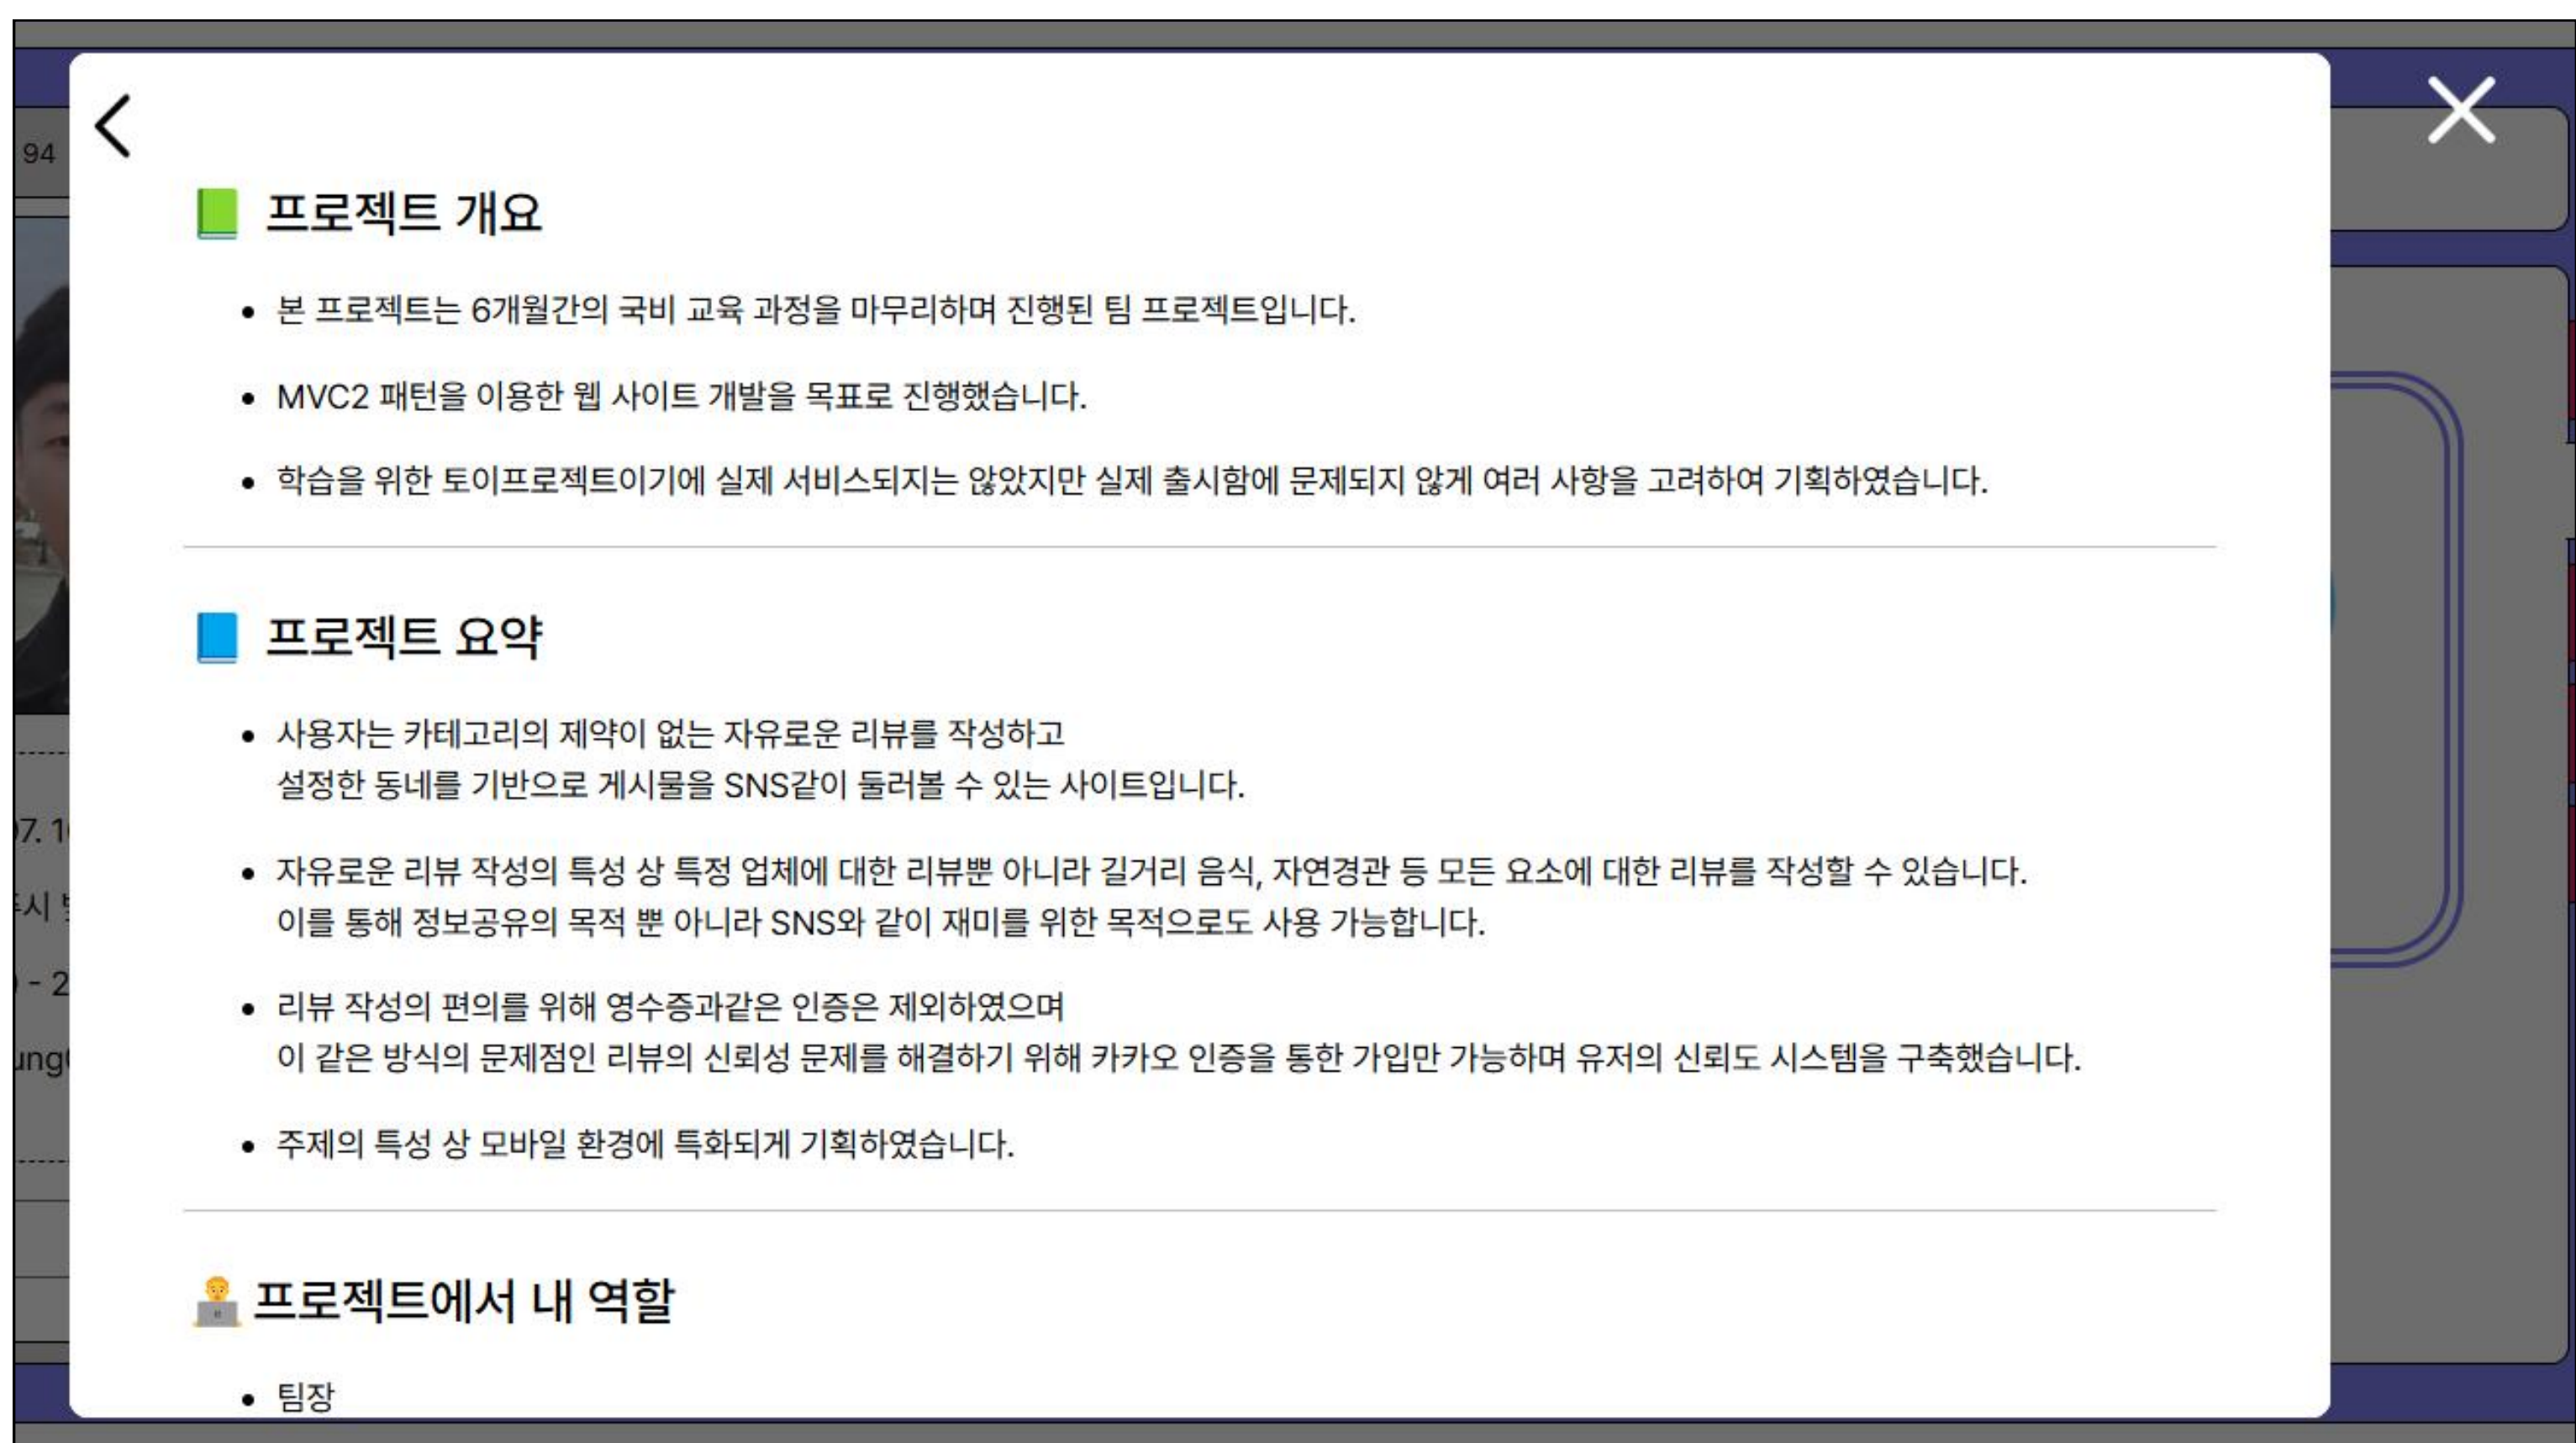 94
프로젝트 개요
본 프로젝트는 6개월간의 국비 교육 과정을 마무리하며 진행된 팀 프로젝트입니다.
MVC2 패턴을 이용한 웹 사이트 개발을 목표로 진행했습니다.
학습을 위한 토이프로젝트이기에 실제 서비스되지는 않았지만 실제 출시함에 문제되지 않게 여러 사항을 고려하여 기획하였습니다.
프로젝트 요약
사용자는 카테고리의 제약이 없는 자유로운 리뷰를 작성하고
설정한 동네를 기반으로 게시물을 SNS같이 둘러볼 수 있는 사이트입니다.
자유로운 리뷰 작성의 특성 상 특정 업체에 대한 리뷰뿐 아니라 길거리 음식, 자연경관 등 모든 요소에 대한 리뷰를 작성할 수 있습니다.
이를 통해 정보공유의 목적 뿐 아니라 SNS와 같이 재미를 위한 목적으로도 사용 가능합니다.
리뷰 작성의 편의를 위해 영수증과같은 인증은 제외하였으며
이 같은 방식의 문제점인 리뷰의 신뢰성 문제를 해결하기 위해 카카오 인증을 통한 가입만 가능하며 유저의 신뢰도 시스템을 구축했습니다.
주제의 특성 상 모바일 환경에 특화되게 기획하였습니다.
프로젝트에서 내 역할
팀장